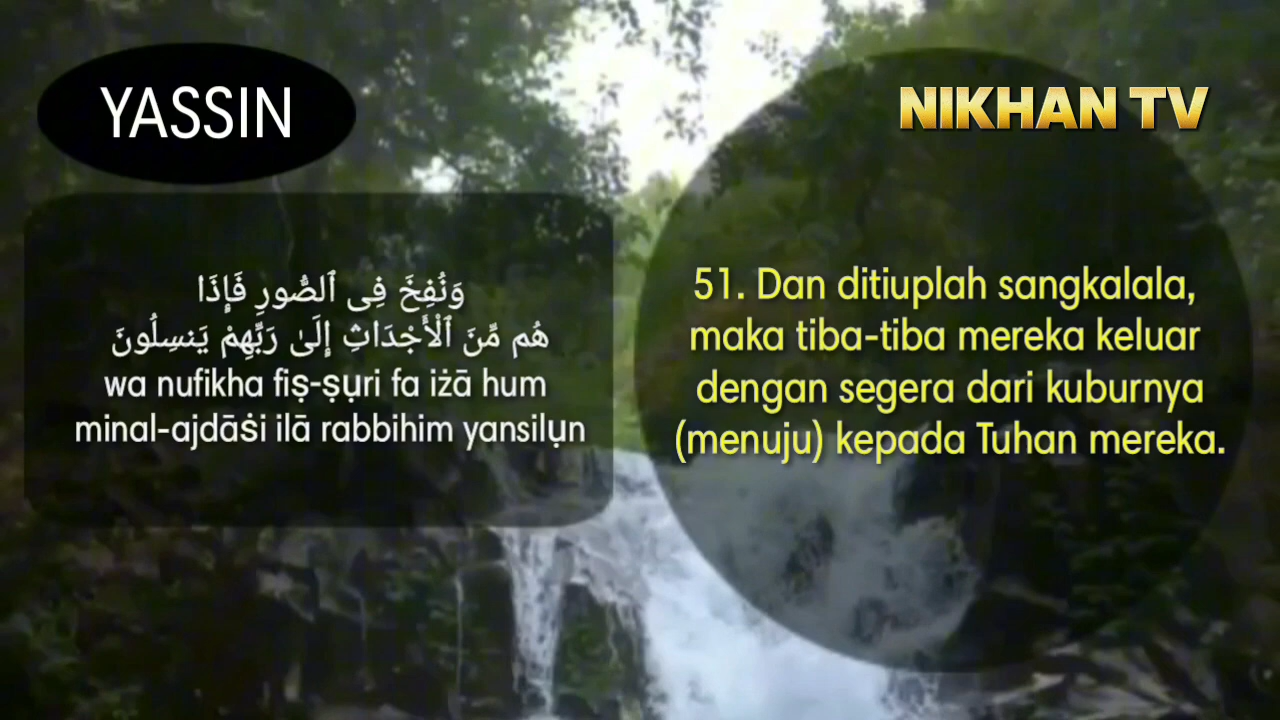 YASSIN
NIKHAN TV
وَنُفِخَ فِى ٱلصُّورِ فَإِذَا
هُم مِّنَ ٱلْأَجْدَاثِ إِلَىٰ رَبِّهِمْ يَنسِلُونَ
wa nufikha fiṣ-ṣụri fa iżā hum
minal-ajdāṡi ilā rabbihim yansilụn
51. Dan ditiuplah sangkalala,
maka tiba-tiba mereka keluar
dengan segera dari kuburnya
(menuju) kepada Tuhan mereka.